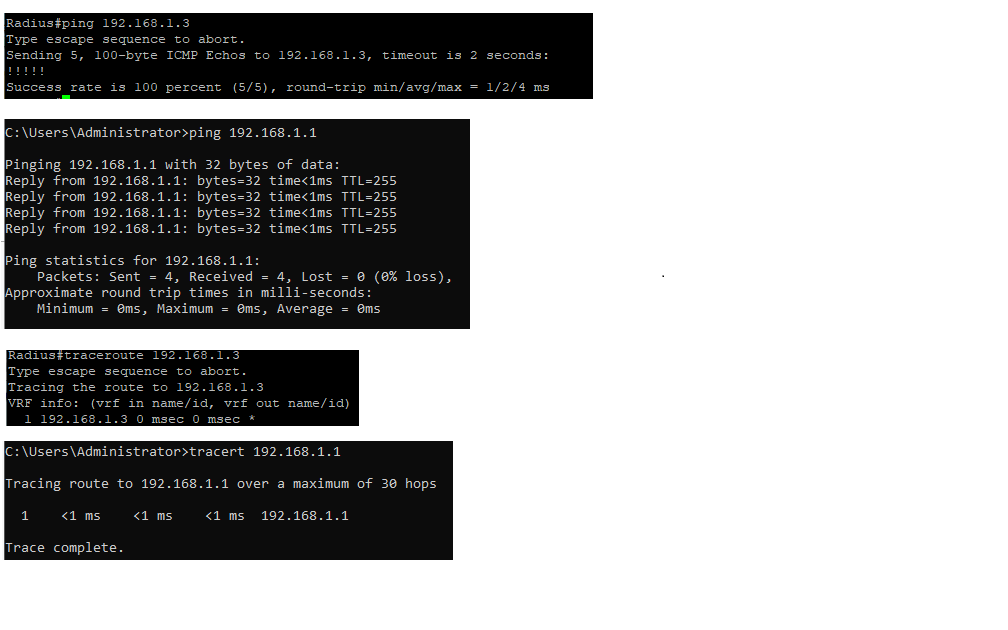 Radius#ping 192.168.1.3
Type escape sequence to abort.
Sending 5, 100-byte ICMP Echos to 192.168.1.3, timeout is 2 seconds:
!!!!!
Success rate is 100 percent (5/5), round-trip min/avg/max = 1/2/4 ms
C:\Users\Administrator>ping 192.168.1.1
Pinging 192.168.1.1 with 32 bytes of data:
Reply from 192.168.1.1: bytes=32 time<1ms TTL=255
Reply from 192.168.1.1: bytes=32 time<1ms TTL=255
Reply from 192.168.1.1: bytes=32 time<1ms TTL=255
Reply from 192.168.1.1: bytes=32 time<1ms TTL=255
Ping statistics for 192.168.1.1:
    Packets: Sent = 4, Received = 4, Lost = 0 (0% loss),
Approximate round trip times in milli-seconds:
    Minimum = 0ms, Maximum = 0ms, Average = 0ms
Radius#traceroute 192.168.1.3
Type escape sequence to abort.
Tracing the route to 192.168.1.3
VRF info: (vrf in name/id, vrf out name/id)
  1 192.168.1.3 0 msec 0 msec *
C:\Users\Administrator>tracert 192.168.1.1
Tracing route to 192.168.1.1 over a maximum of 30 hops
  1    <1 ms    <1 ms    <1 ms  192.168.1.1
Trace complete.